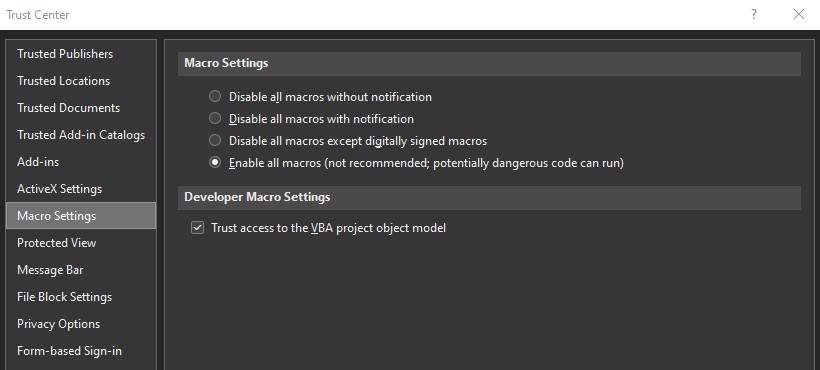 Trust Center
?
Trusted Publishers
Trusted Locations
Trusted Documents
Trusted Add-in Catalogs
Add-ins
ActiveX Settings
Macro Settings
Protected View
Message Bar
File Block Settings
Privacy Options
Form-based Sign-in
Macro Settings
Disable all macros without notification
Disable all macros with notification
Disable all macros except digitally signed macros
Enable all macros (not recommended; potentially dangerous code can run)
Developer Macro Settings
Trust access to the VBA project object model